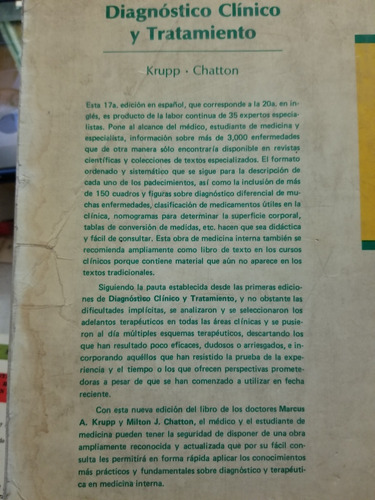 Diagnóstico Clínico
y Tratamiento
Krupp · Chatton
Esta 17a. edición en español, que corresponde a la 20a. en in-
glés, es producto de la labor continua de 35 expertos especia-
listas. Pone al alcance del médico, estudiante de medicina y
especialista, información sobre más de 3,000 enfermedades
que de otra manera sólo encontraría disponible en revistas
científicas y colecciones de textos especializados. El formato
ordenado y sistemático que se sigue para la descripción de
cada uno de los padecimientos, así como la inclusión de más
de 150 cuadros y figuras sobre diagnóstico diferencial de mu-
chas enfermedades, clasificación de medicamentos útiles en la
clínica, nomogramas para determinar la superficie corporal,
tablas de conversión de medidas, etc. hacen que sea didáctica
y fácil de consultar. Esta obra de medicina interna también se
recomienda ampliamente como libro de texto en los cursos
clínicos porque contiene material que aún no aparece en los
textos tradicionales.
Siguiendo la pauta establecida desde las primeras edicio-
nes de Diagnóstico Clínico y Tratamiento, y no obstante las
dificultades implícitas, se analizaron y se seleccionaron los
adelantos terapéuticos en todas las áreas clínicas y se pusie-
ron al día múltiples esquemas terapéuticos, descartando los
que han resultado poco eficaces, dudosos o arriesgados, e in-
corporando aquéllos que han resistido la prueba de la expe-
riencia y el tiempo o los que ofrecen perspectivas promete-
doras a pesar de que se han comenzado a utilizar en fecha
reciente.
Con esta nueva edición del libro de los doctores Marcus
A. Krupp y Milton J. Chatton, el médico y el estudiante de
medicina pueden tener la seguridad de disponer de una obra
ampliamente reconocida y actualizada que por su fácil consul-
ta les permitirá en forma rápida aplicar los conocimientos
más prácticos y fundamentales sobre diagnóstico y terapéuti-
ca en medicina interna.